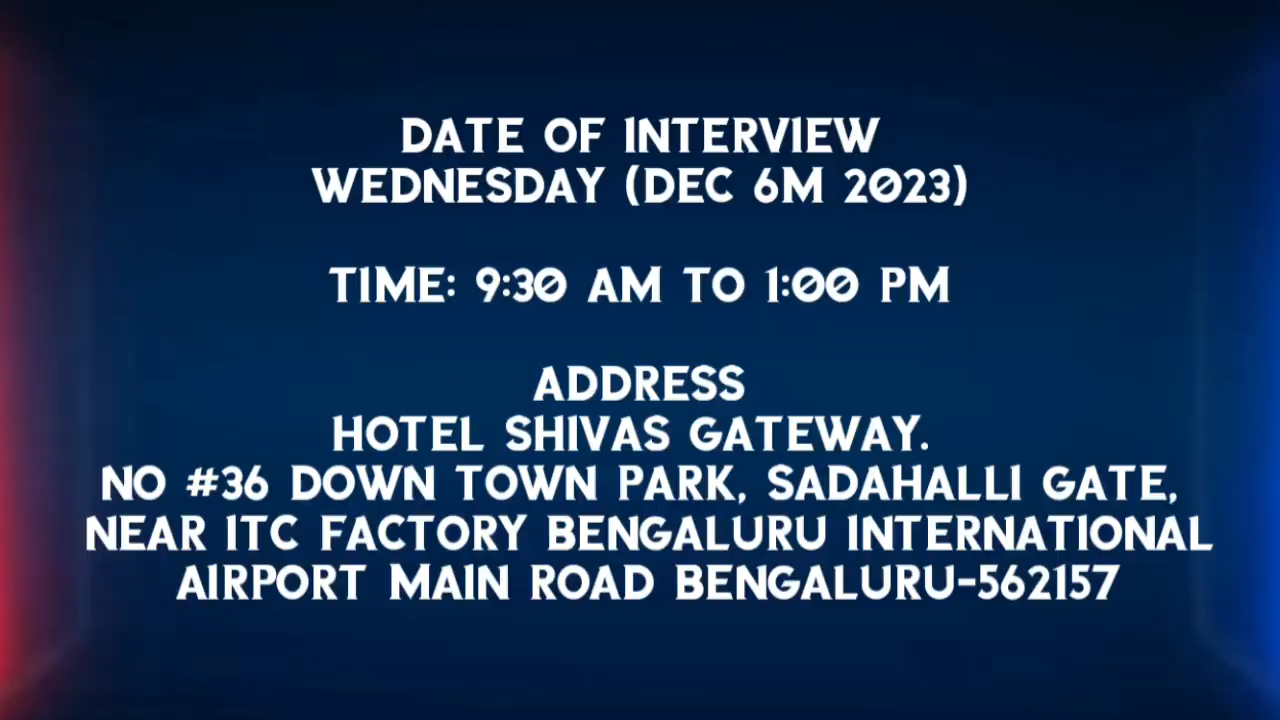 DATE OF INTERVIEW
WEDNESDAY (DEC 6M 2023)
TIME: 9:30 AM TO 1:00 PM
ADDRESS
HOTEL SHIVAS GATEWAY.
NO #36 DOWN TOWN PARK, SADAHALLI GATE,
NEAR ITC FACTORY BENGALURU INTERNATIONAL
AIRPORT MAIN ROAD BENGALURU-562157